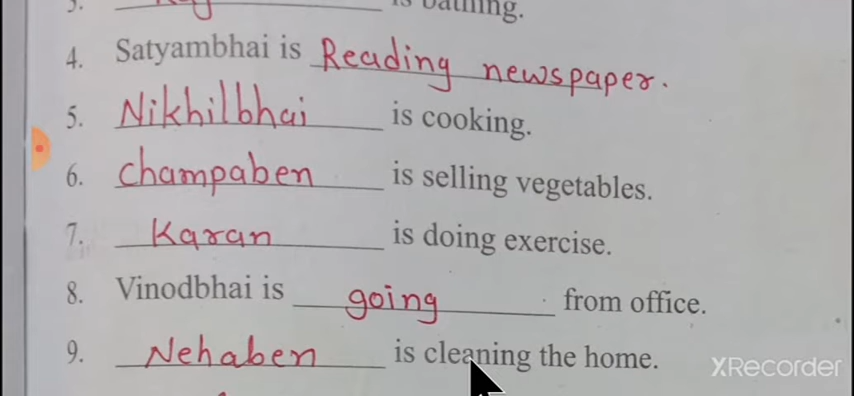 3. is bathing.
4. Satyambhai is Reading newspaper.
5. Nikhilbhai is cooking.
6. champaben is selling vegetables.
7. Karan is doing exercise.
8. Vinodbhai is going from office.
9. Nehaben is cleaning the home.
XRecorder